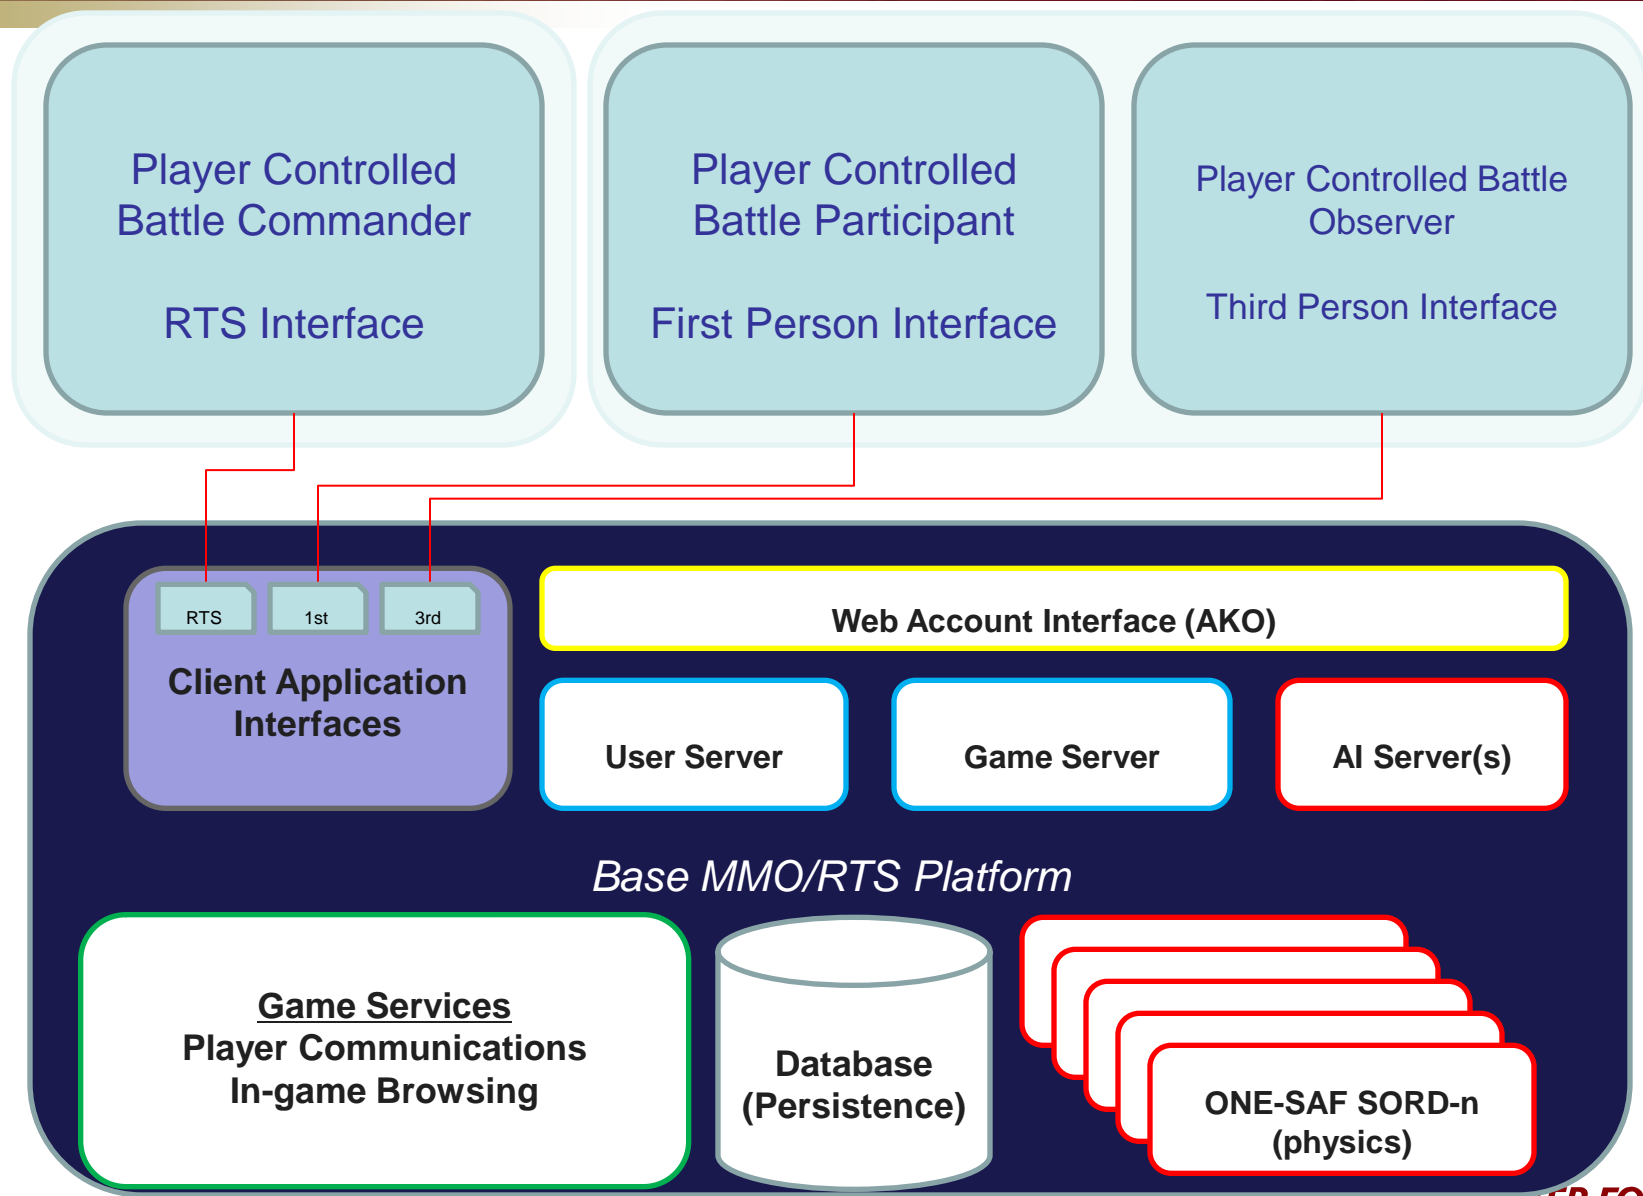 Player Controlled
Battle Commander
RTS Interface
Player Controlled
Battle Participant
First Person Interface
Player Controlled Battle
Observer
Third Person Interface
RTS
1st
3rd
Client Application
Interfaces
Web Account Interface (AKO)
User Server
Game Server
AI Server(s)
Base MMO/RTS Platform
Game Services
Player Communications
In-game Browsing
Database
(Persistence)
ONE-SAF SORD-n
(physics)